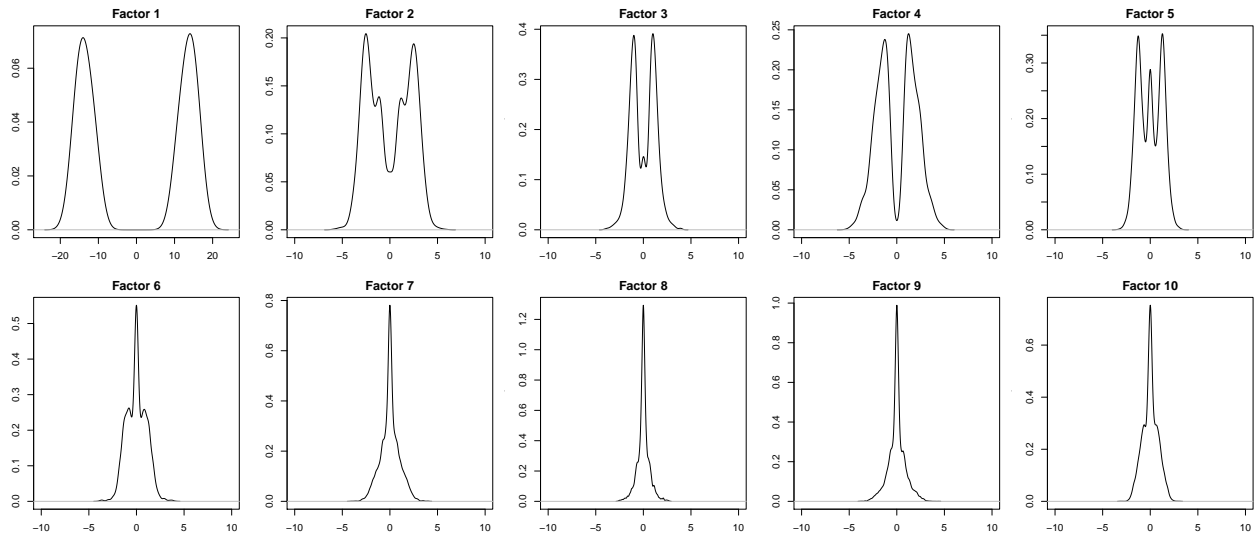 Factor 1
0.00 0.02 0.04 0.06
−20 −10 0 10 20
Factor 2
0.00 0.05 0.10 0.15 0.20
−10 −5 0 5 10
Factor 3
0.0 0.1 0.2 0.3 0.4
−10 −5 0 5 10
Factor 4
0.00 0.05 0.10 0.15 0.20 0.25
−10 −5 0 5 10
Factor 5
0.00 0.10 0.20 0.30
−10 −5 0 5 10
Factor 6
0.0 0.1 0.2 0.3 0.4 0.5
−10 −5 0 5 10
Factor 7
0.0 0.2 0.4 0.6 0.8
−10 −5 0 5 10
Factor 8
0.0 0.2 0.4 0.6 0.8 1.0 1.2
−10 −5 0 5 10
Factor 9
0.0 0.2 0.4 0.6 0.8 1.0
−10 −5 0 5 10
Factor 10
0.0 0.2 0.4 0.6
−10 −5 0 5 10